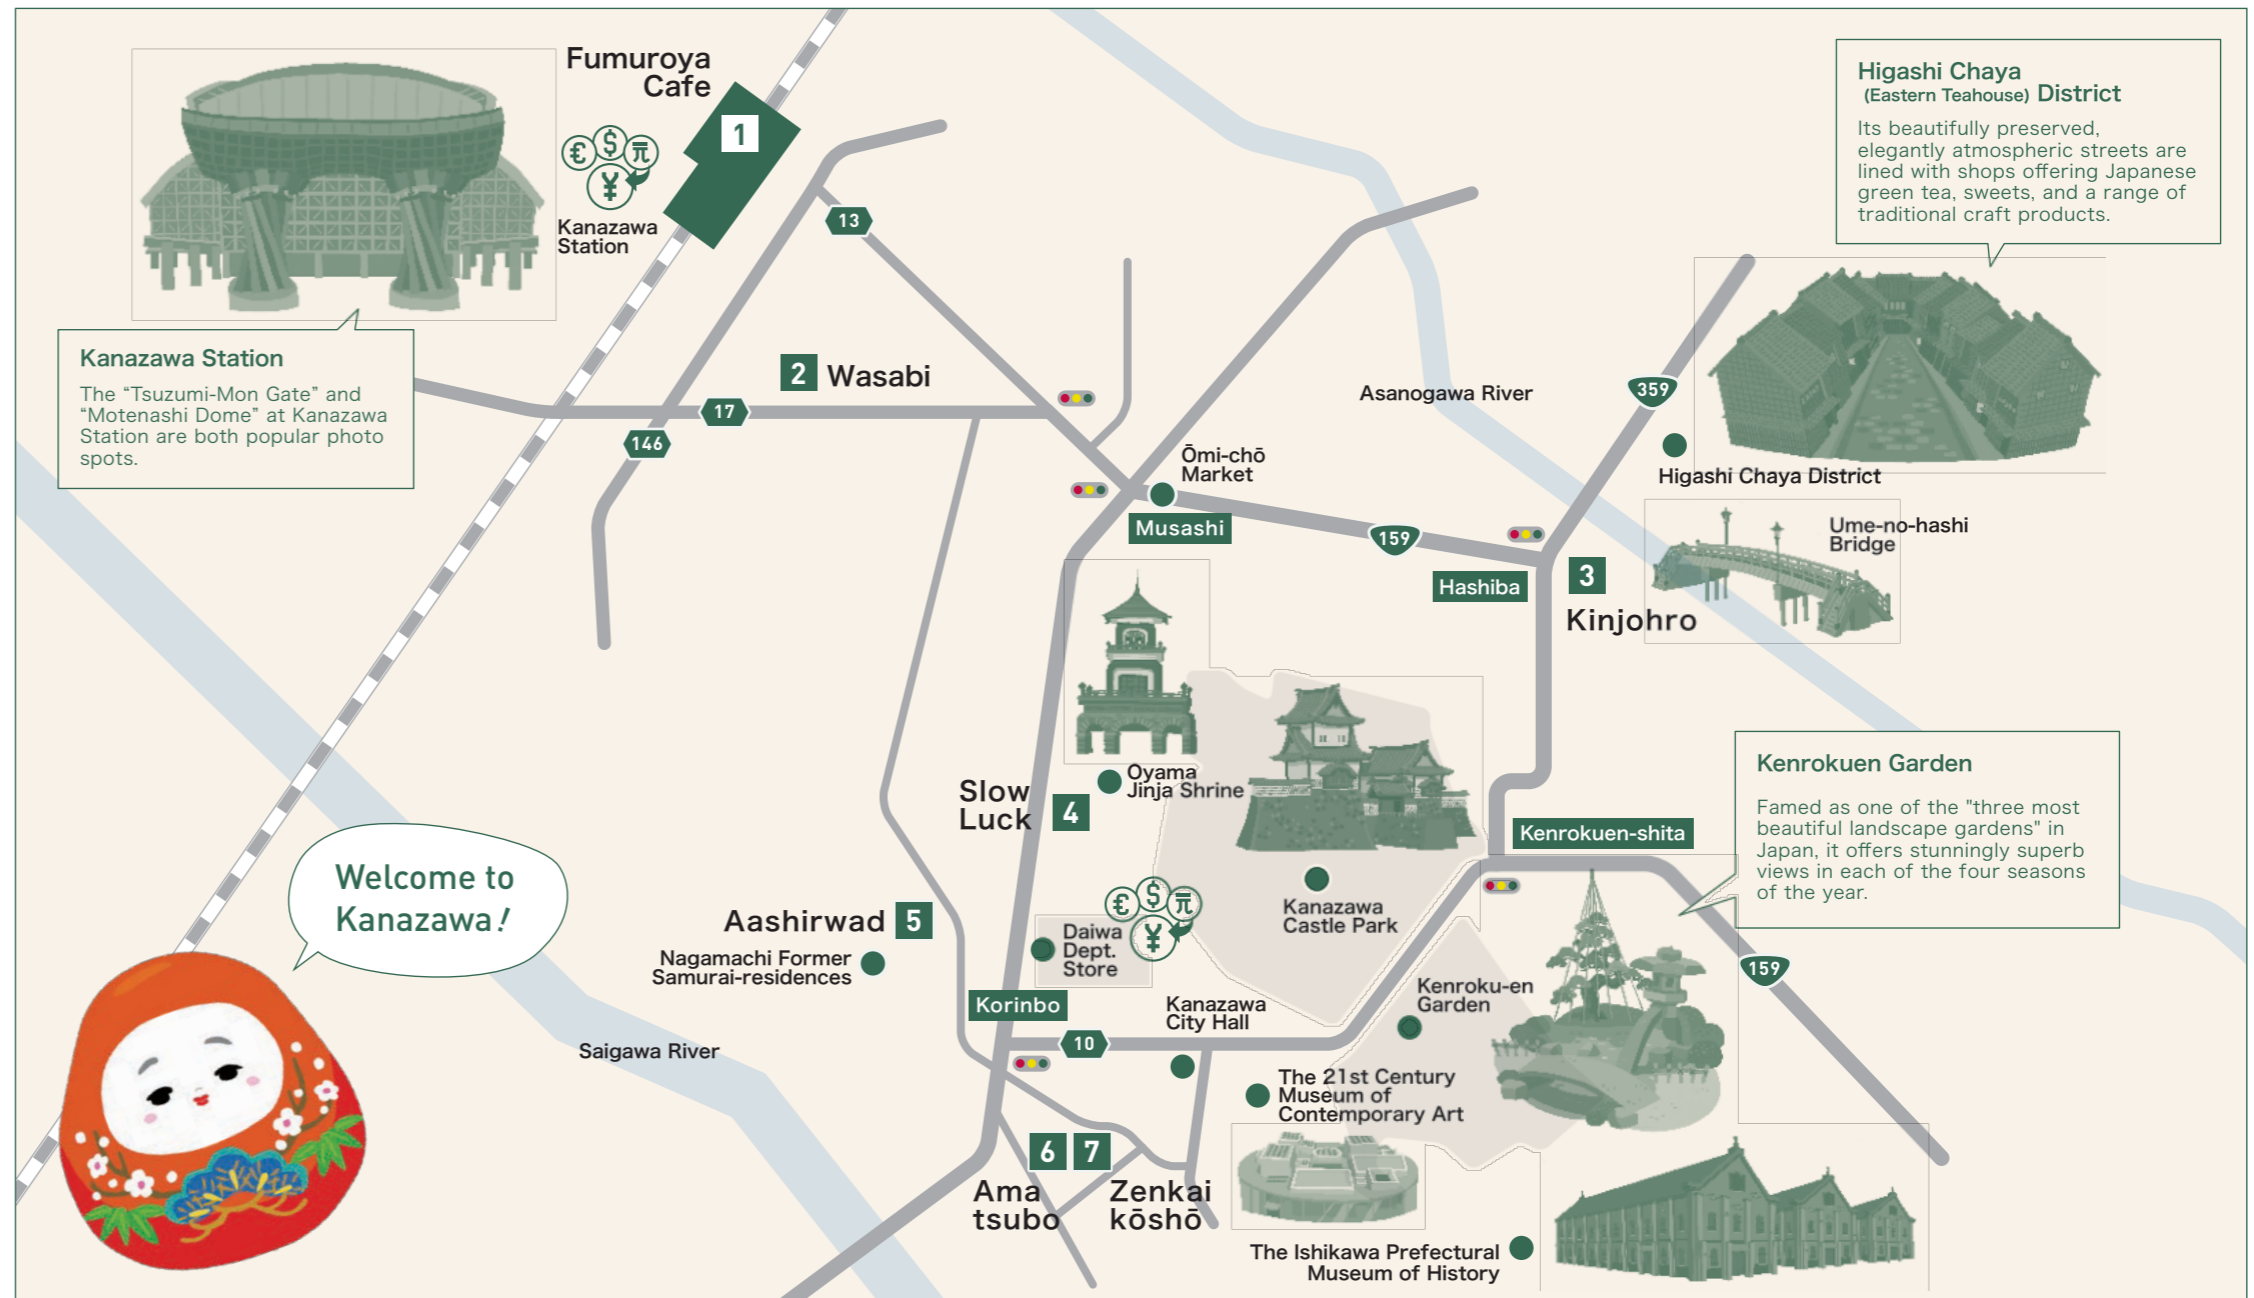 Fumuroya
Cafe
1
€ $ 元
¥
Kanazawa
Station
Kanazawa Station
The “Tsuzumi-Mon Gate” and
“Motenashi Dome” at Kanazawa
Station are both popular photo
spots.
13
17
146
2 Wasabi
Higashi Chaya
(Eastern Teahouse) District
Its beautifully preserved,
elegantly atmospheric streets are
lined with shops offering Japanese
green tea, sweets, and a range of
traditional craft products.
Asanogawa River
359
Higashi Chaya District
Ōmi-chō
Market
Musashi
159
Hashiba
3
Kinjohro
Ume-no-hashi
Bridge
Oyama
Jinja Shrine
Slow
Luck
4
Kenrokuen-shita
Kenrokuen Garden
Famed as one of the "three most
beautiful landscape gardens" in
Japan, it offers stunningly superb
views in each of the four seasons
of the year.
Welcome to
Kanazawa!
Aashirwad 5
Nagamachi Former
Samurai-residences
€ $ 元
¥
Daiwa
Dept.
Store
Kanazawa
Castle Park
Korinbo
Kanazawa
City Hall
Kenroku-en
Garden
159
10
Saigawa River
The 21st Century
Museum of
Contemporary Art
6 7
Ama
tsubo
Zenkai
kōshō
The Ishikawa Prefectural
Museum of History